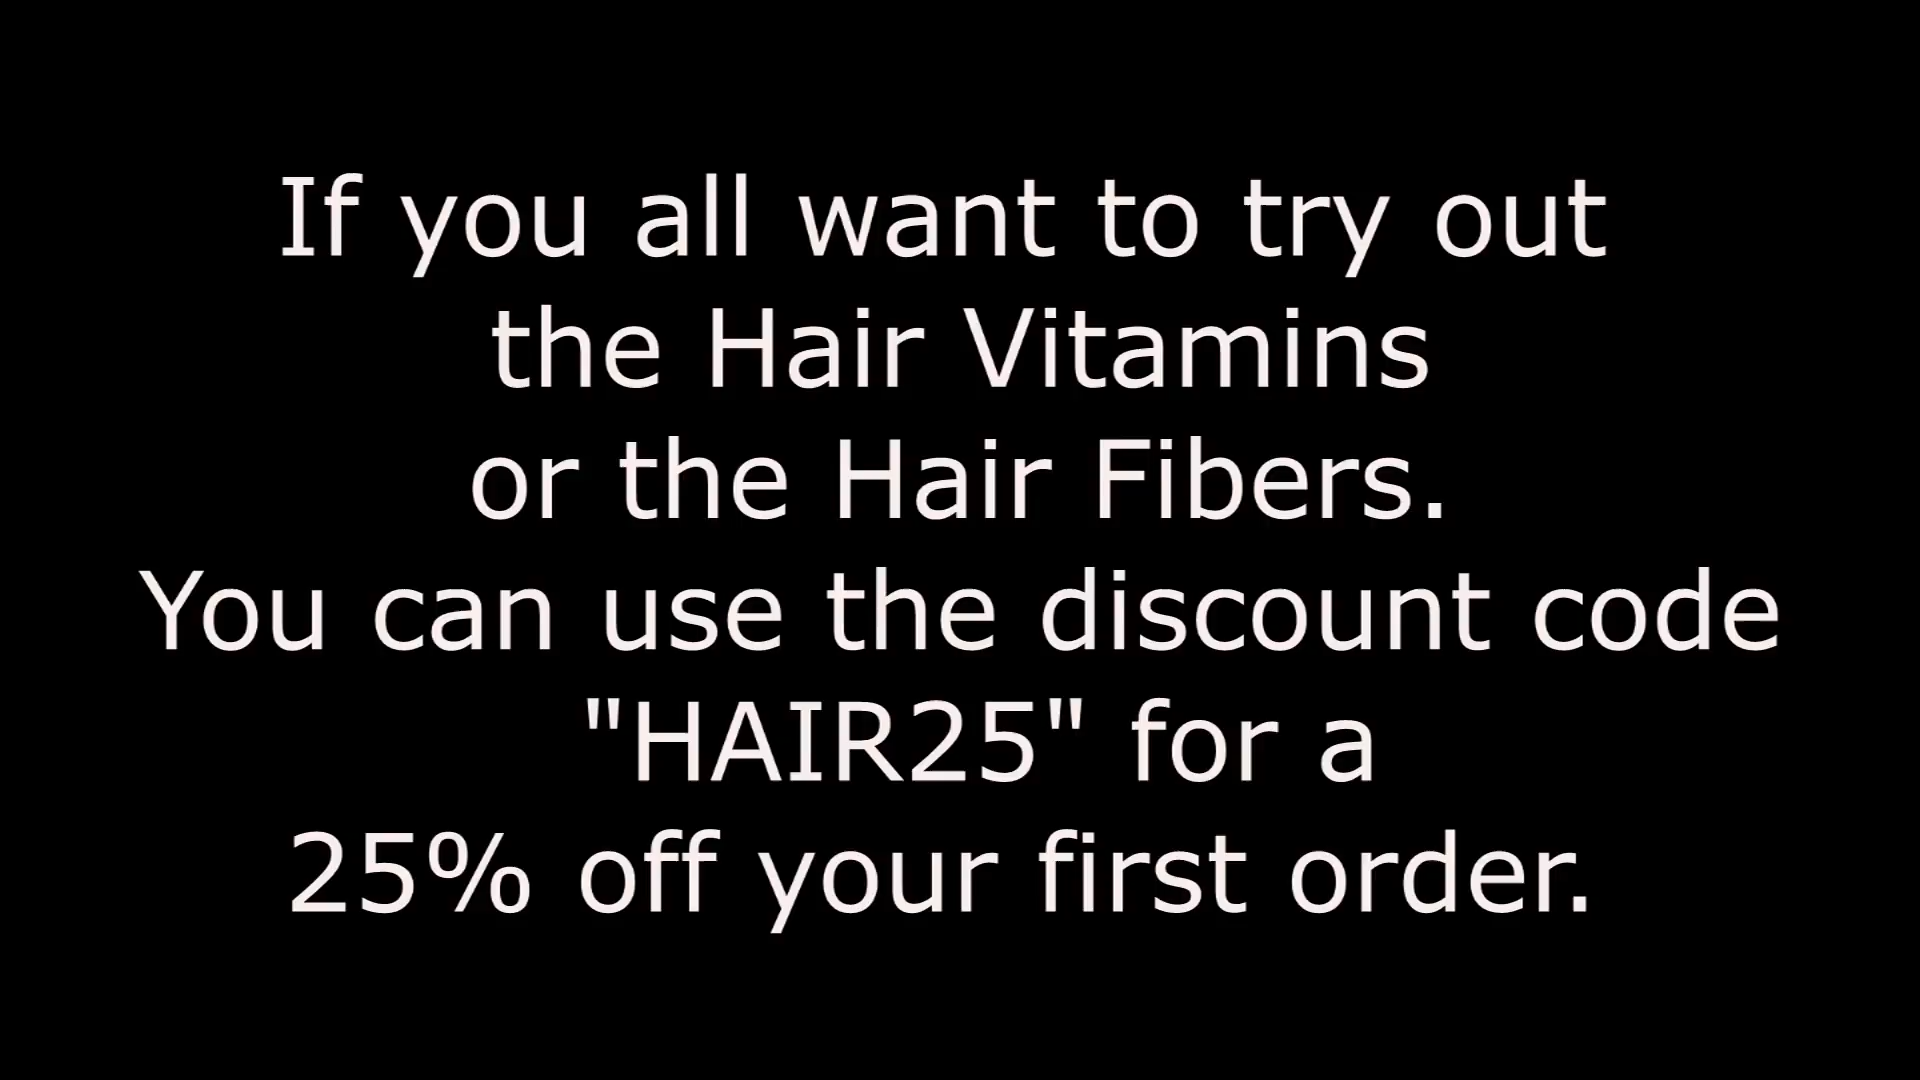 If you all want to try out
the Hair Vitamins
or the Hair Fibers.
You can use the discount code
"HAIR25" for a
25% off your first order.